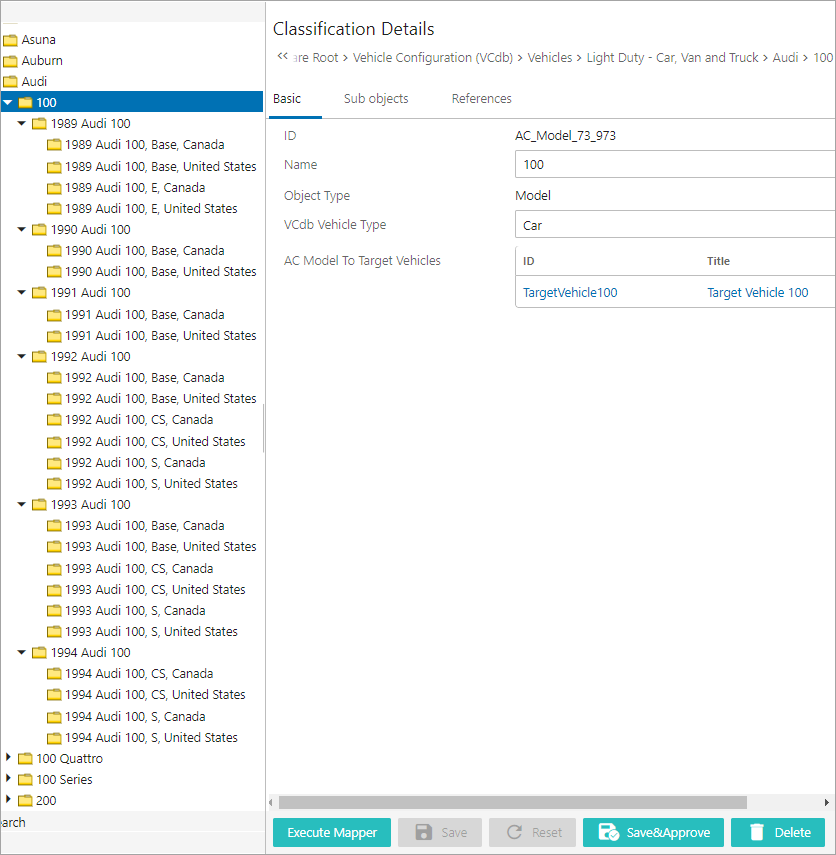 Asuna
Auburn
Audi
100
1989 Audi 100
1989 Audi 100, Base, Canada
1989 Audi 100, Base, United States
1989 Audi 100, E, Canada
1989 Audi 100, E, United States
1990 Audi 100
1990 Audi 100, Base, Canada
1990 Audi 100, Base, United States
1991 Audi 100
1991 Audi 100, Base, Canada
1991 Audi 100, Base, United States
1992 Audi 100
1992 Audi 100, Base, Canada
1992 Audi 100, Base, United States
1992 Audi 100, CS, Canada
1992 Audi 100, CS, United States
1992 Audi 100, S, Canada
1992 Audi 100, S, United States
1993 Audi 100
1993 Audi 100, Base, Canada
1993 Audi 100, Base, United States
1993 Audi 100, CS, Canada
1993 Audi 100, CS, United States
1993 Audi 100, S, Canada
1993 Audi 100, S, United States
1994 Audi 100
1994 Audi 100, CS, Canada
1994 Audi 100, CS, United States
1994 Audi 100, S, Canada
1994 Audi 100, S, United States
100 Quattro
100 Series
200
earch
Classification Details
‹‹ are Root > Vehicle Configuration (VCdb) > Vehicles > Light Duty - Car, Van and Truck > Audi > 100
Basic Sub objects References
ID AC_Model_73_973
Name 100
Object Type Model
VCdb Vehicle Type Car
AC Model To Target Vehicles ID Title
TargetVehicle100 Target Vehicle 100
Execute Mapper Save Reset Save&Approve Delete